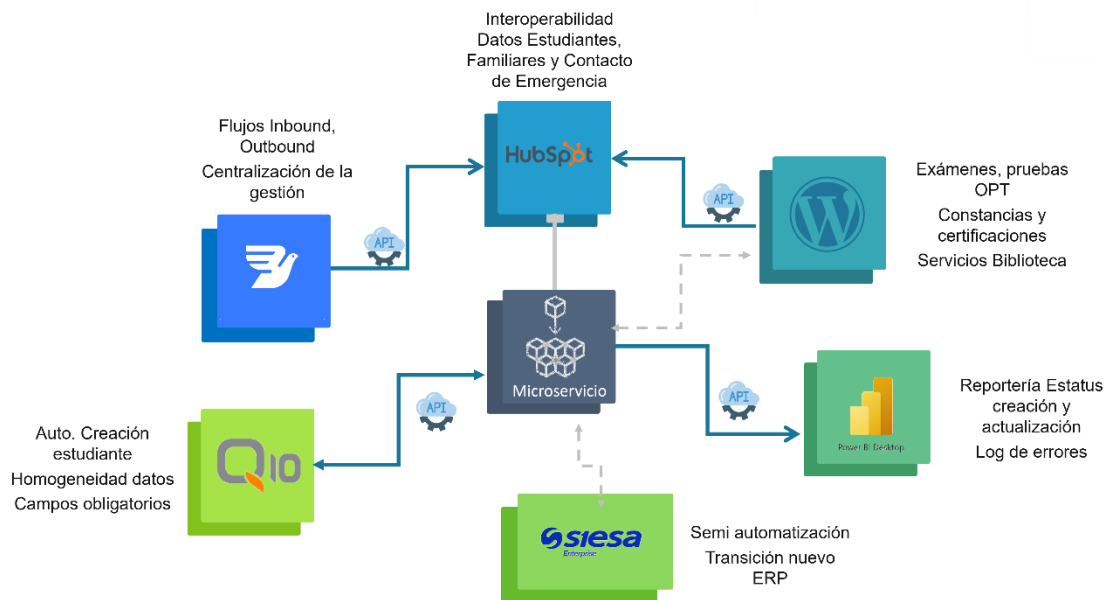 Interoperabilidad
Datos Estudiantes,
Familiares y Contacto
de Emergencia
HubSpot
Flujos Inbound,
Outbound
Centralización de la
gestión
API
API
Exámenes, pruebas
OPT
Constancias y
certificaciones
Servicios Biblioteca
Microservicio
API
API
Power BI Desktop
Reportería Estatus
creación y
actualización
Log de errores
Auto. Creación
estudiante
Homogeneidad datos
Campos obligatorios
Q10
siesa
Enterprise
Semi automatización
Transición nuevo
ERP